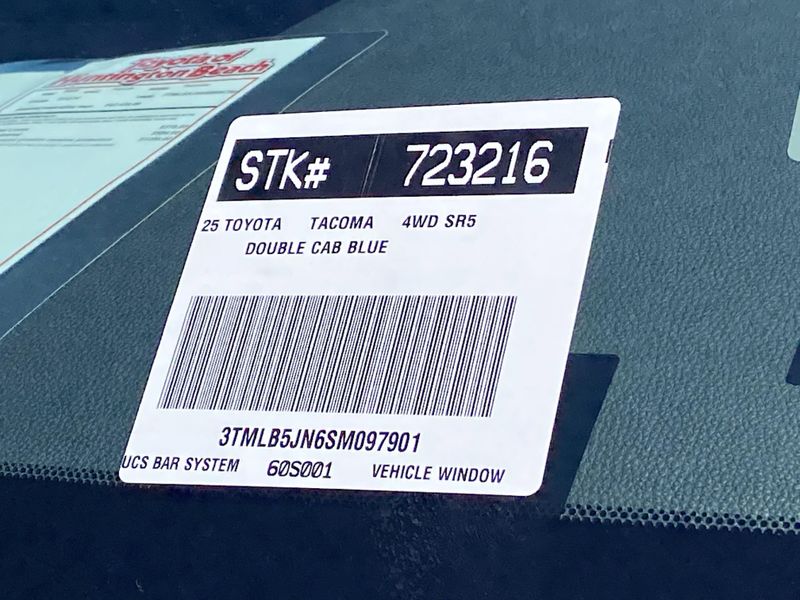 Toyota of
Hunnington Beach
STK# 723216
25 TOYOTA TACOMA 4WD SR5
DOUBLE CAB BLUE
3TMLB5JN6SM097901
UCS BAR SYSTEM 60S001 VEHICLE WINDOW